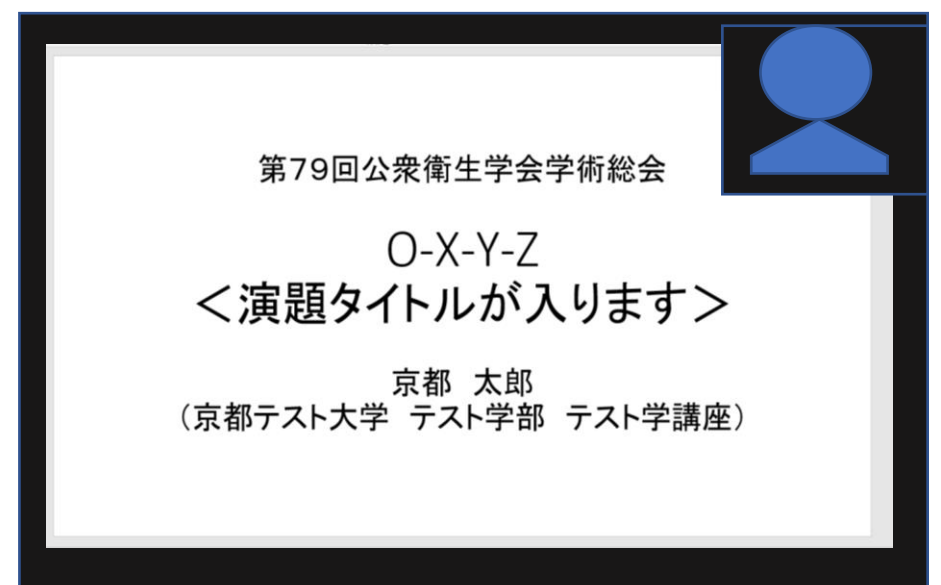 第79回公衆衛生学会学術総会
O-X-Y-Z
＜演題タイトルが入ります＞
京都　太郎
（京都テスト大学　テスト学部　テスト学講座）